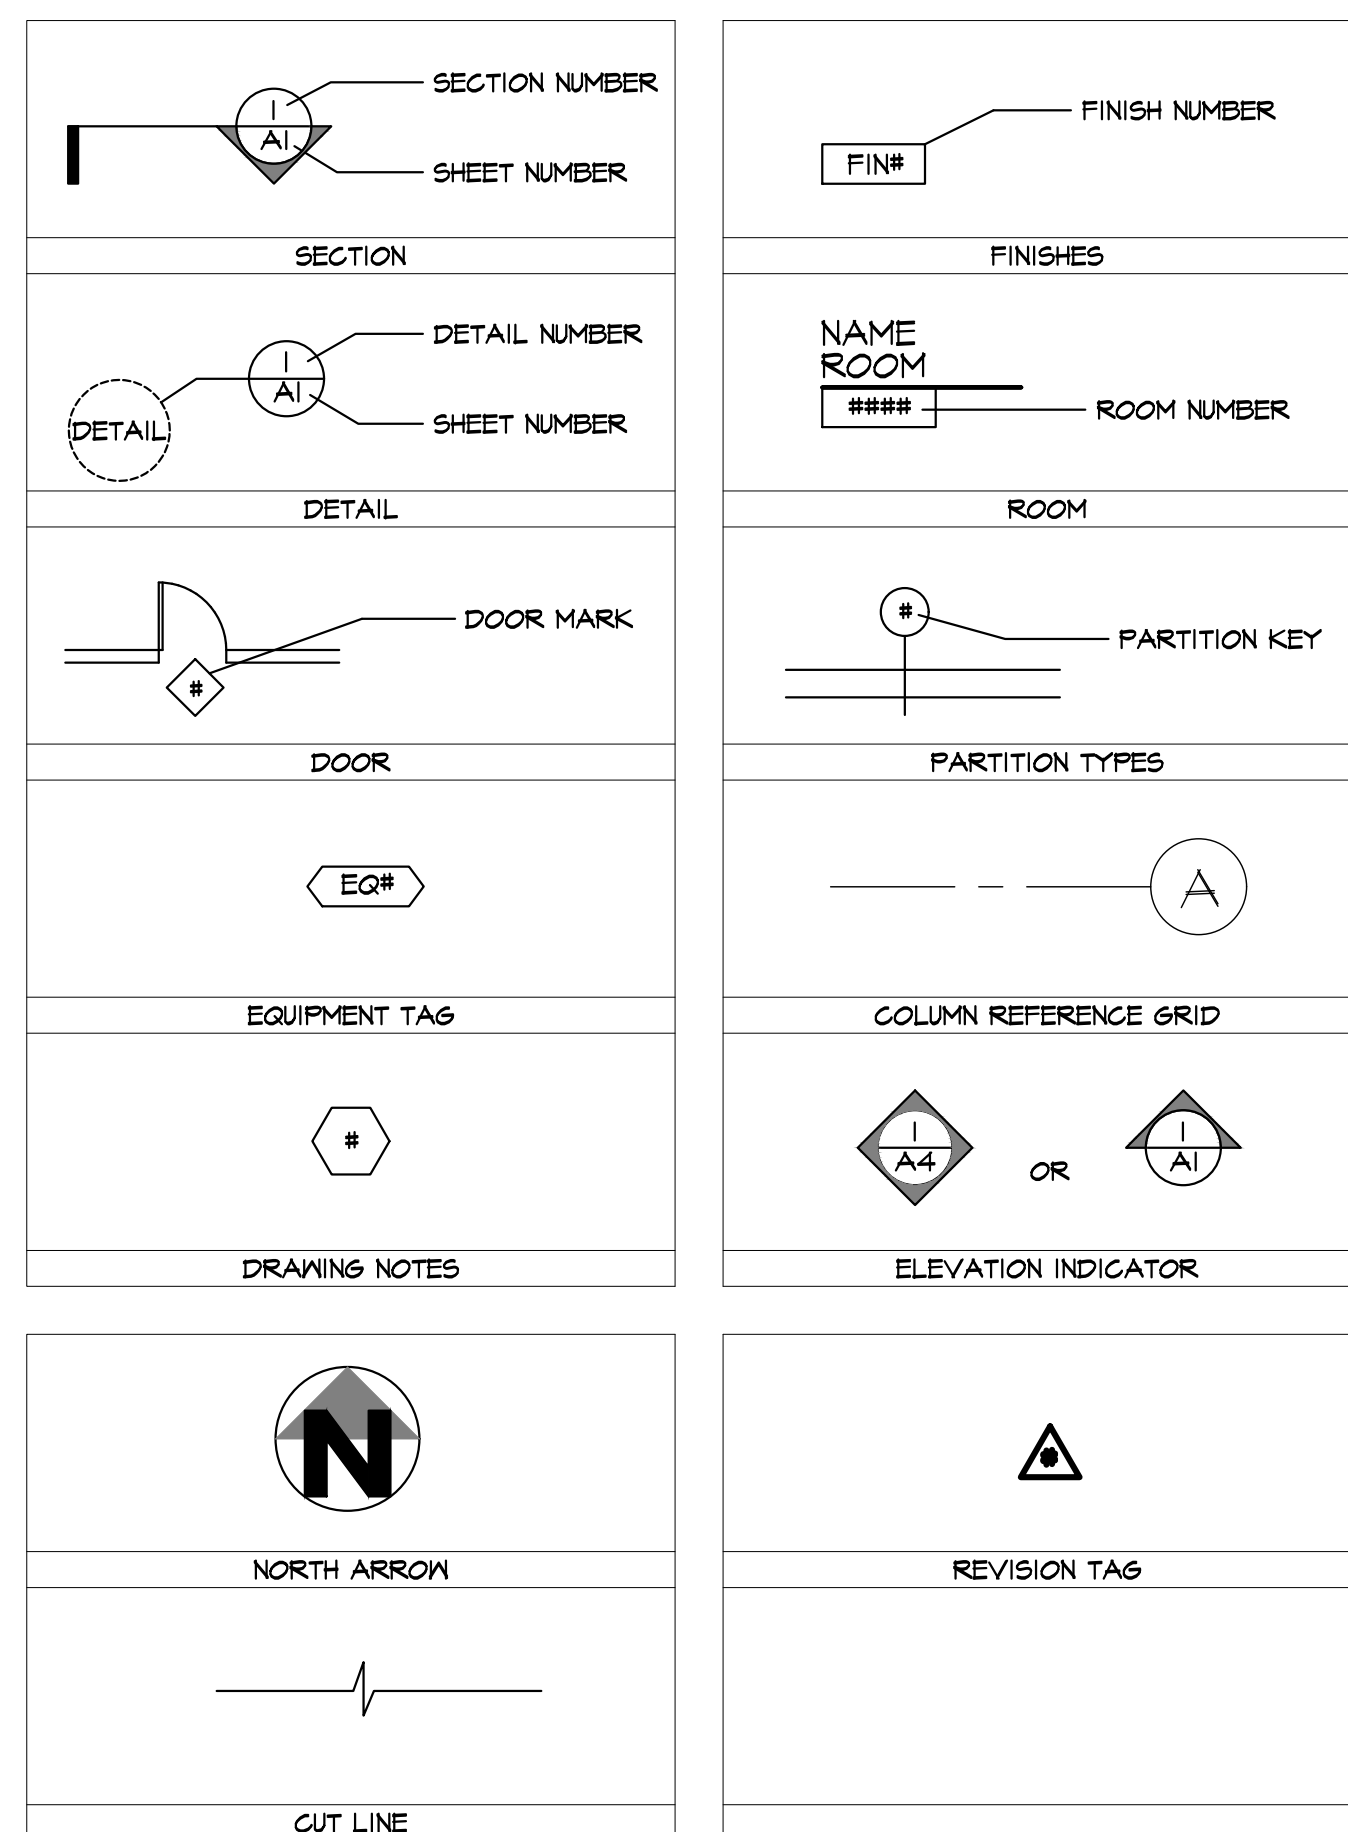 SECTION NUMBER
1
A1
SHEET NUMBER
SECTION
DETAIL NUMBER
1
A1
DETAIL
SHEET NUMBER
DETAIL
DOOR MARK
#
DOOR
EQ#
EQUIPMENT TAG
#
DRAWING NOTES
FINISH NUMBER
FIN#
FINISHES
NAME
ROOM
####
ROOM NUMBER
ROOM
#
PARTITION KEY
PARTITION TYPES
A
COLUMN REFERENCE GRID
1
A4
OR
1
A1
ELEVATION INDICATOR
N
NORTH ARROW
CUT LINE
REVISION TAG